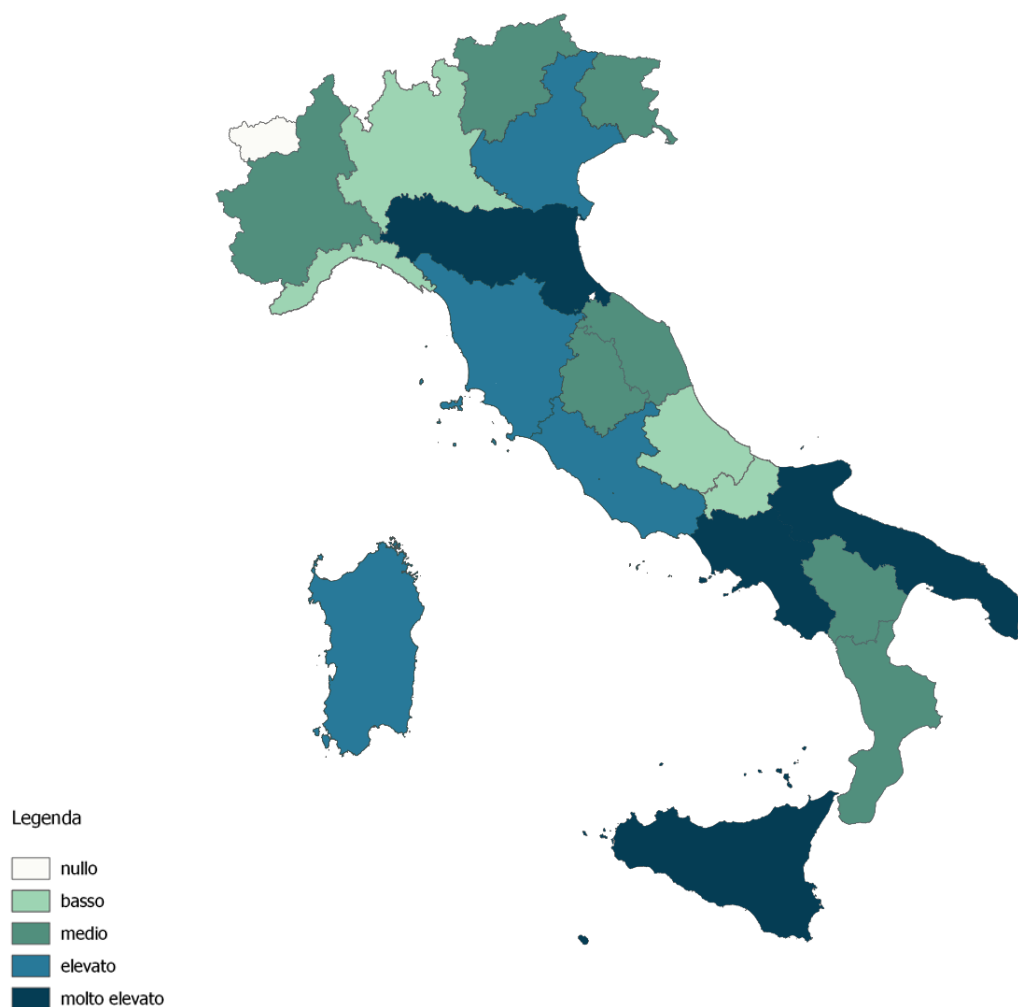 Legenda
nullo
basso
medio
elevato
molto elevato